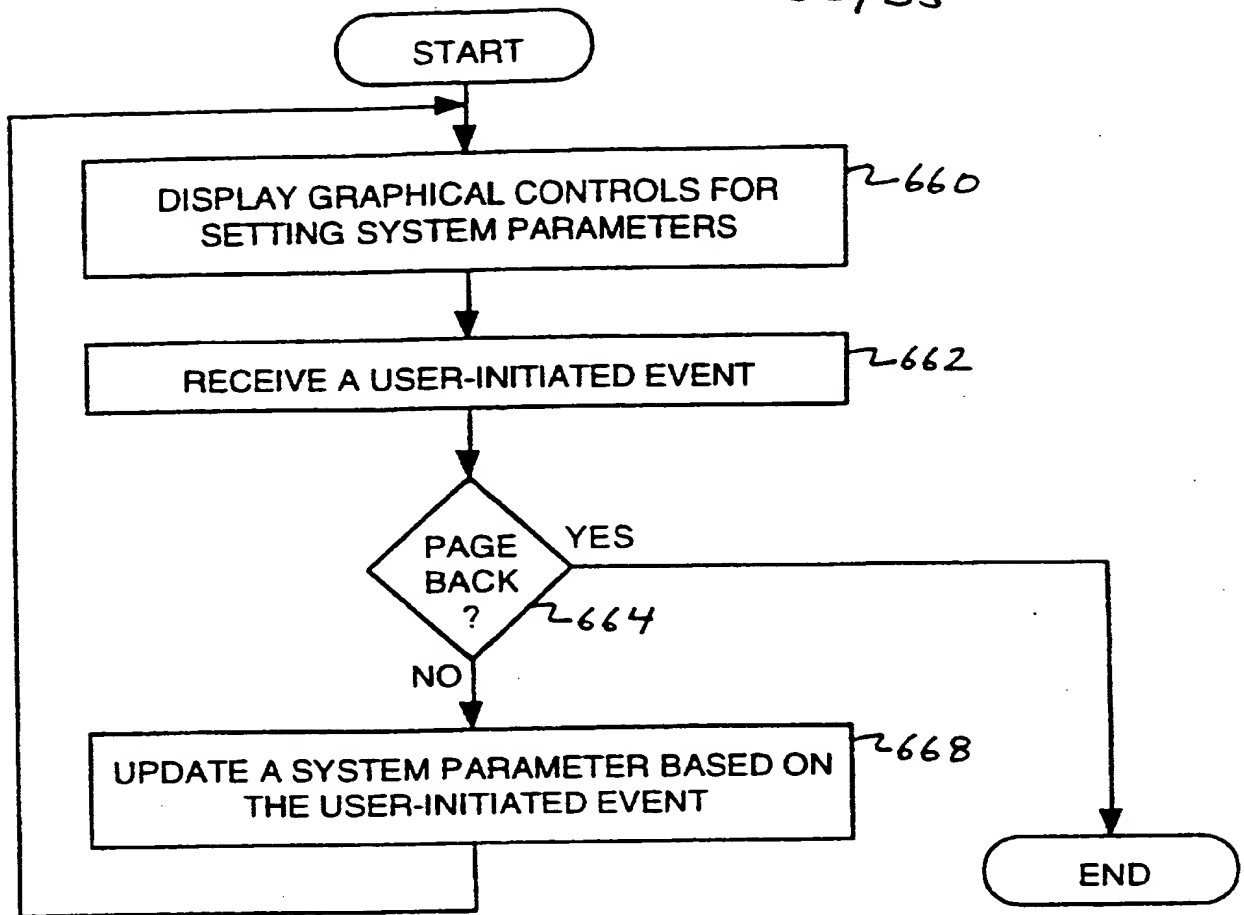 START
DISPLAY GRAPHICAL CONTROLS FOR
SETTING SYSTEM PARAMETERS
660
RECEIVE A USER-INITIATED EVENT
662
PAGE
BACK
?
YES
664
NO
UPDATE A SYSTEM PARAMETER BASED ON
THE USER-INITIATED EVENT
668
END